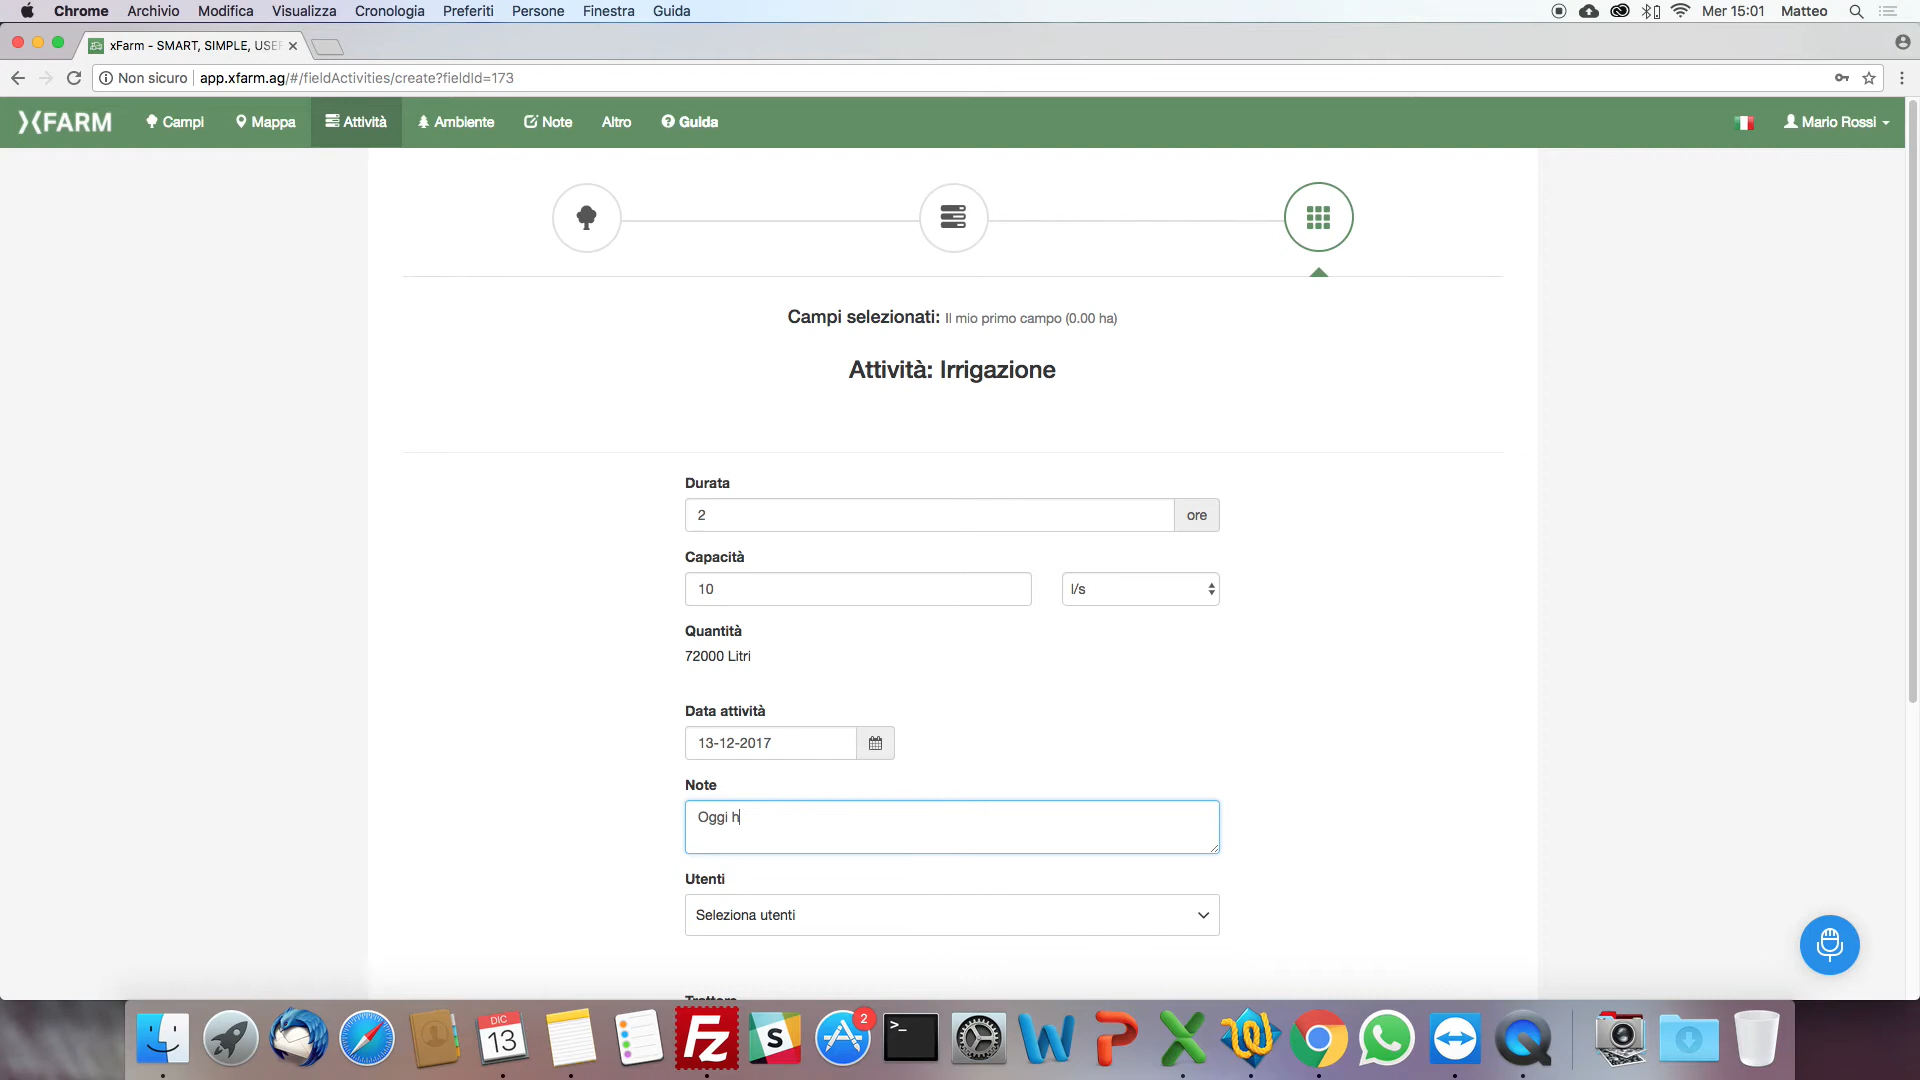 Chrome Archivio Modifica Visualizza Cronologia Preferiti Persone Finestra Guida Mer 15:01 Matteo
xFarm - SMART, SIMPLE, USE
Non sicuro app.xfarm.ag/#/fieldActivities/create?fieldId=173
XFARM Campi Mappa Attività Ambiente Note Altro Guida Mario Rossi
Campi selezionati: Il mio primo campo (0.00 ha)
Attività: Irrigazione
Durata
2 ore
Capacità
10 l/s
Quantità
72000 Litri
Data attività
13-12-2017
Note
Oggi h
Utenti
Seleziona utenti
Trattore
DIC
13
Fz
S
2
>_
W
P
X